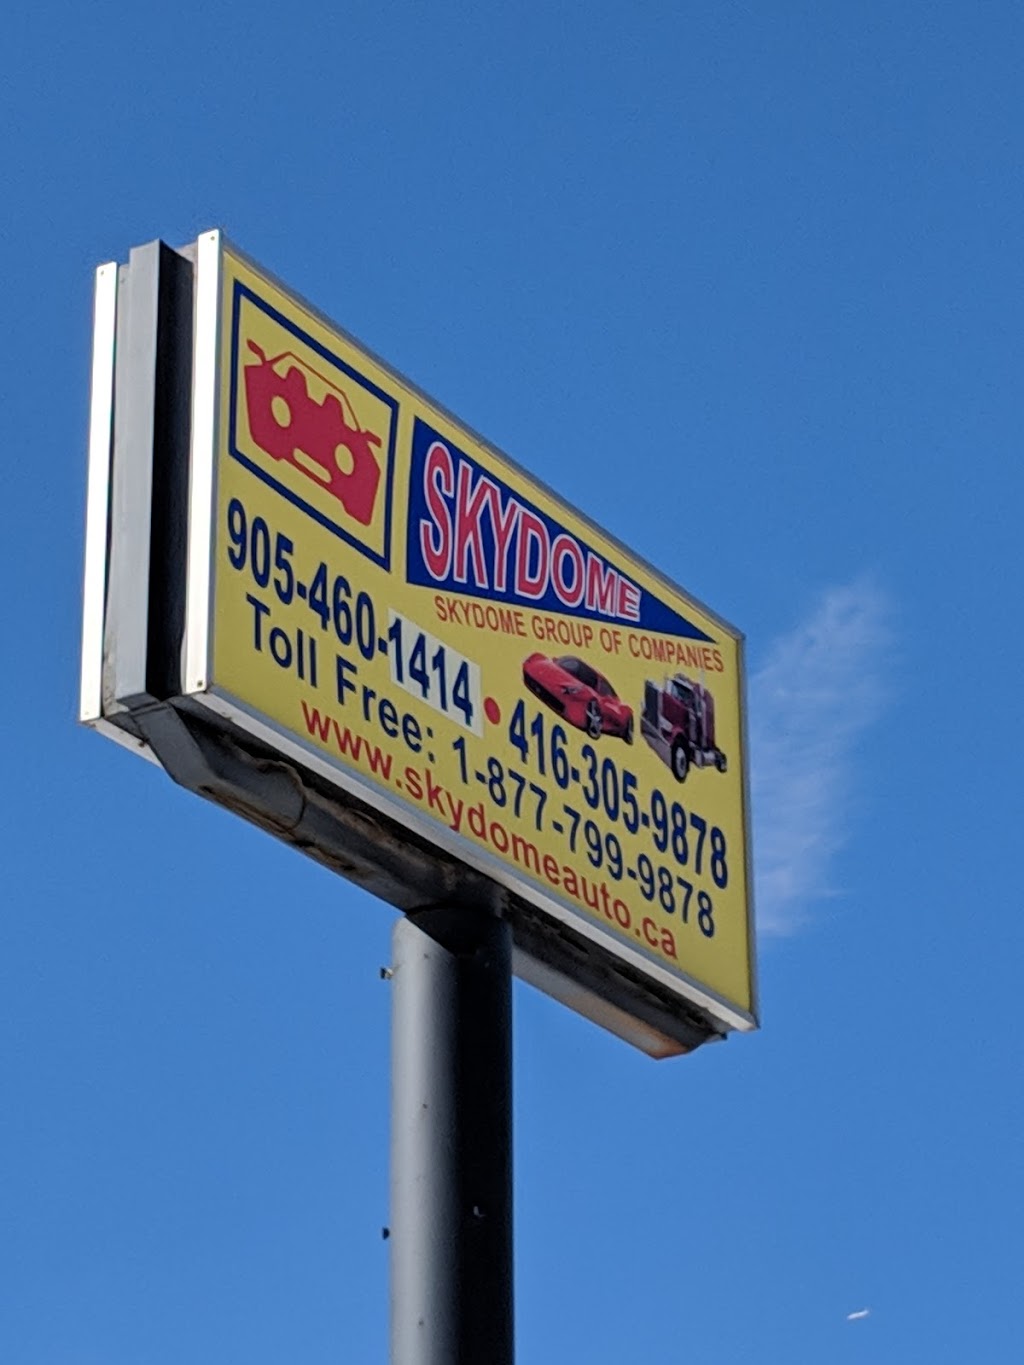 SKYDOME
SKYDOME GROUP OF COMPANIES
905-460-1414 • 416-305-9878
Toll Free: 1-877-799-9878
www.skydomeauto.ca